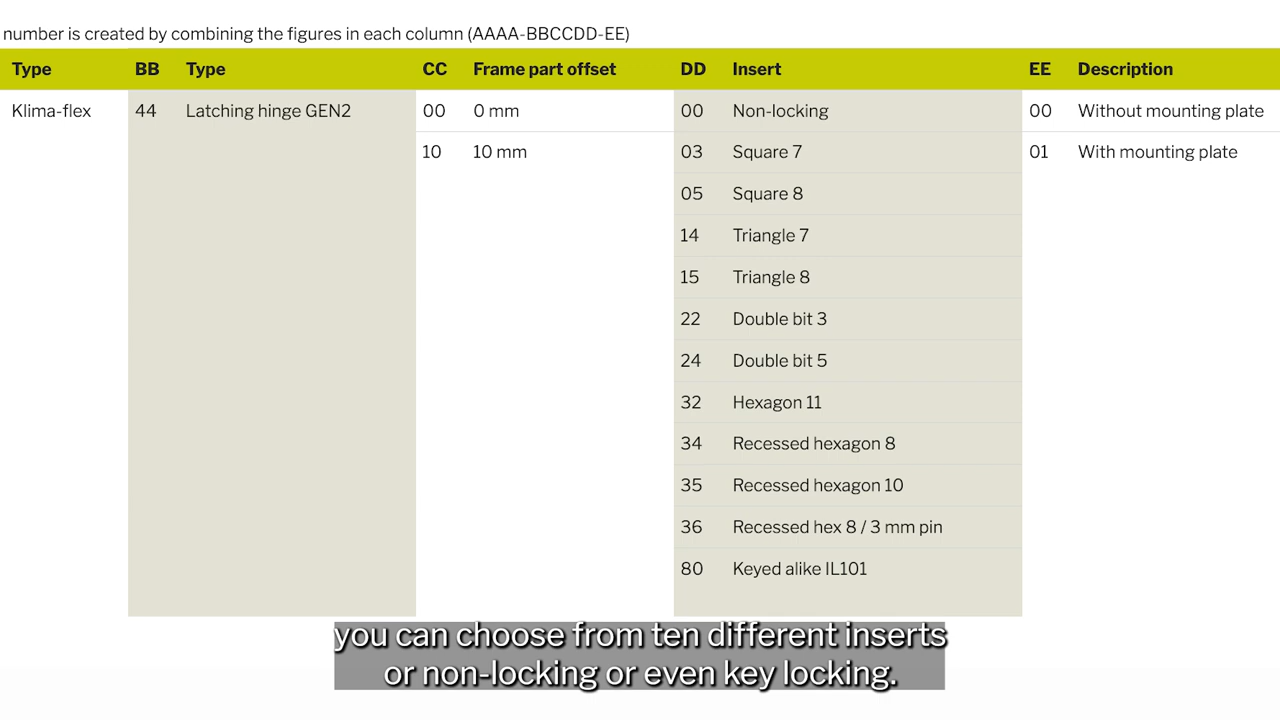 number is created by combining the figures in each column (AAAA-BBCCDD-EE)
Type BB Type CC Frame part offset DD Insert EE Description
Klima-flex 44 Latching hinge GEN2 00 0 mm 00 Non-locking 00 Without mounting plate
10 10 mm 03 Square 7 01 With mounting plate
05 Square 8
14 Triangle 7
15 Triangle 8
22 Double bit 3
24 Double bit 5
32 Hexagon 11
34 Recessed hexagon 8
35 Recessed hexagon 10
36 Recessed hex 8 / 3 mm pin
80 Keyed alike IL101
you can choose from ten different inserts
or non-locking or even key locking.